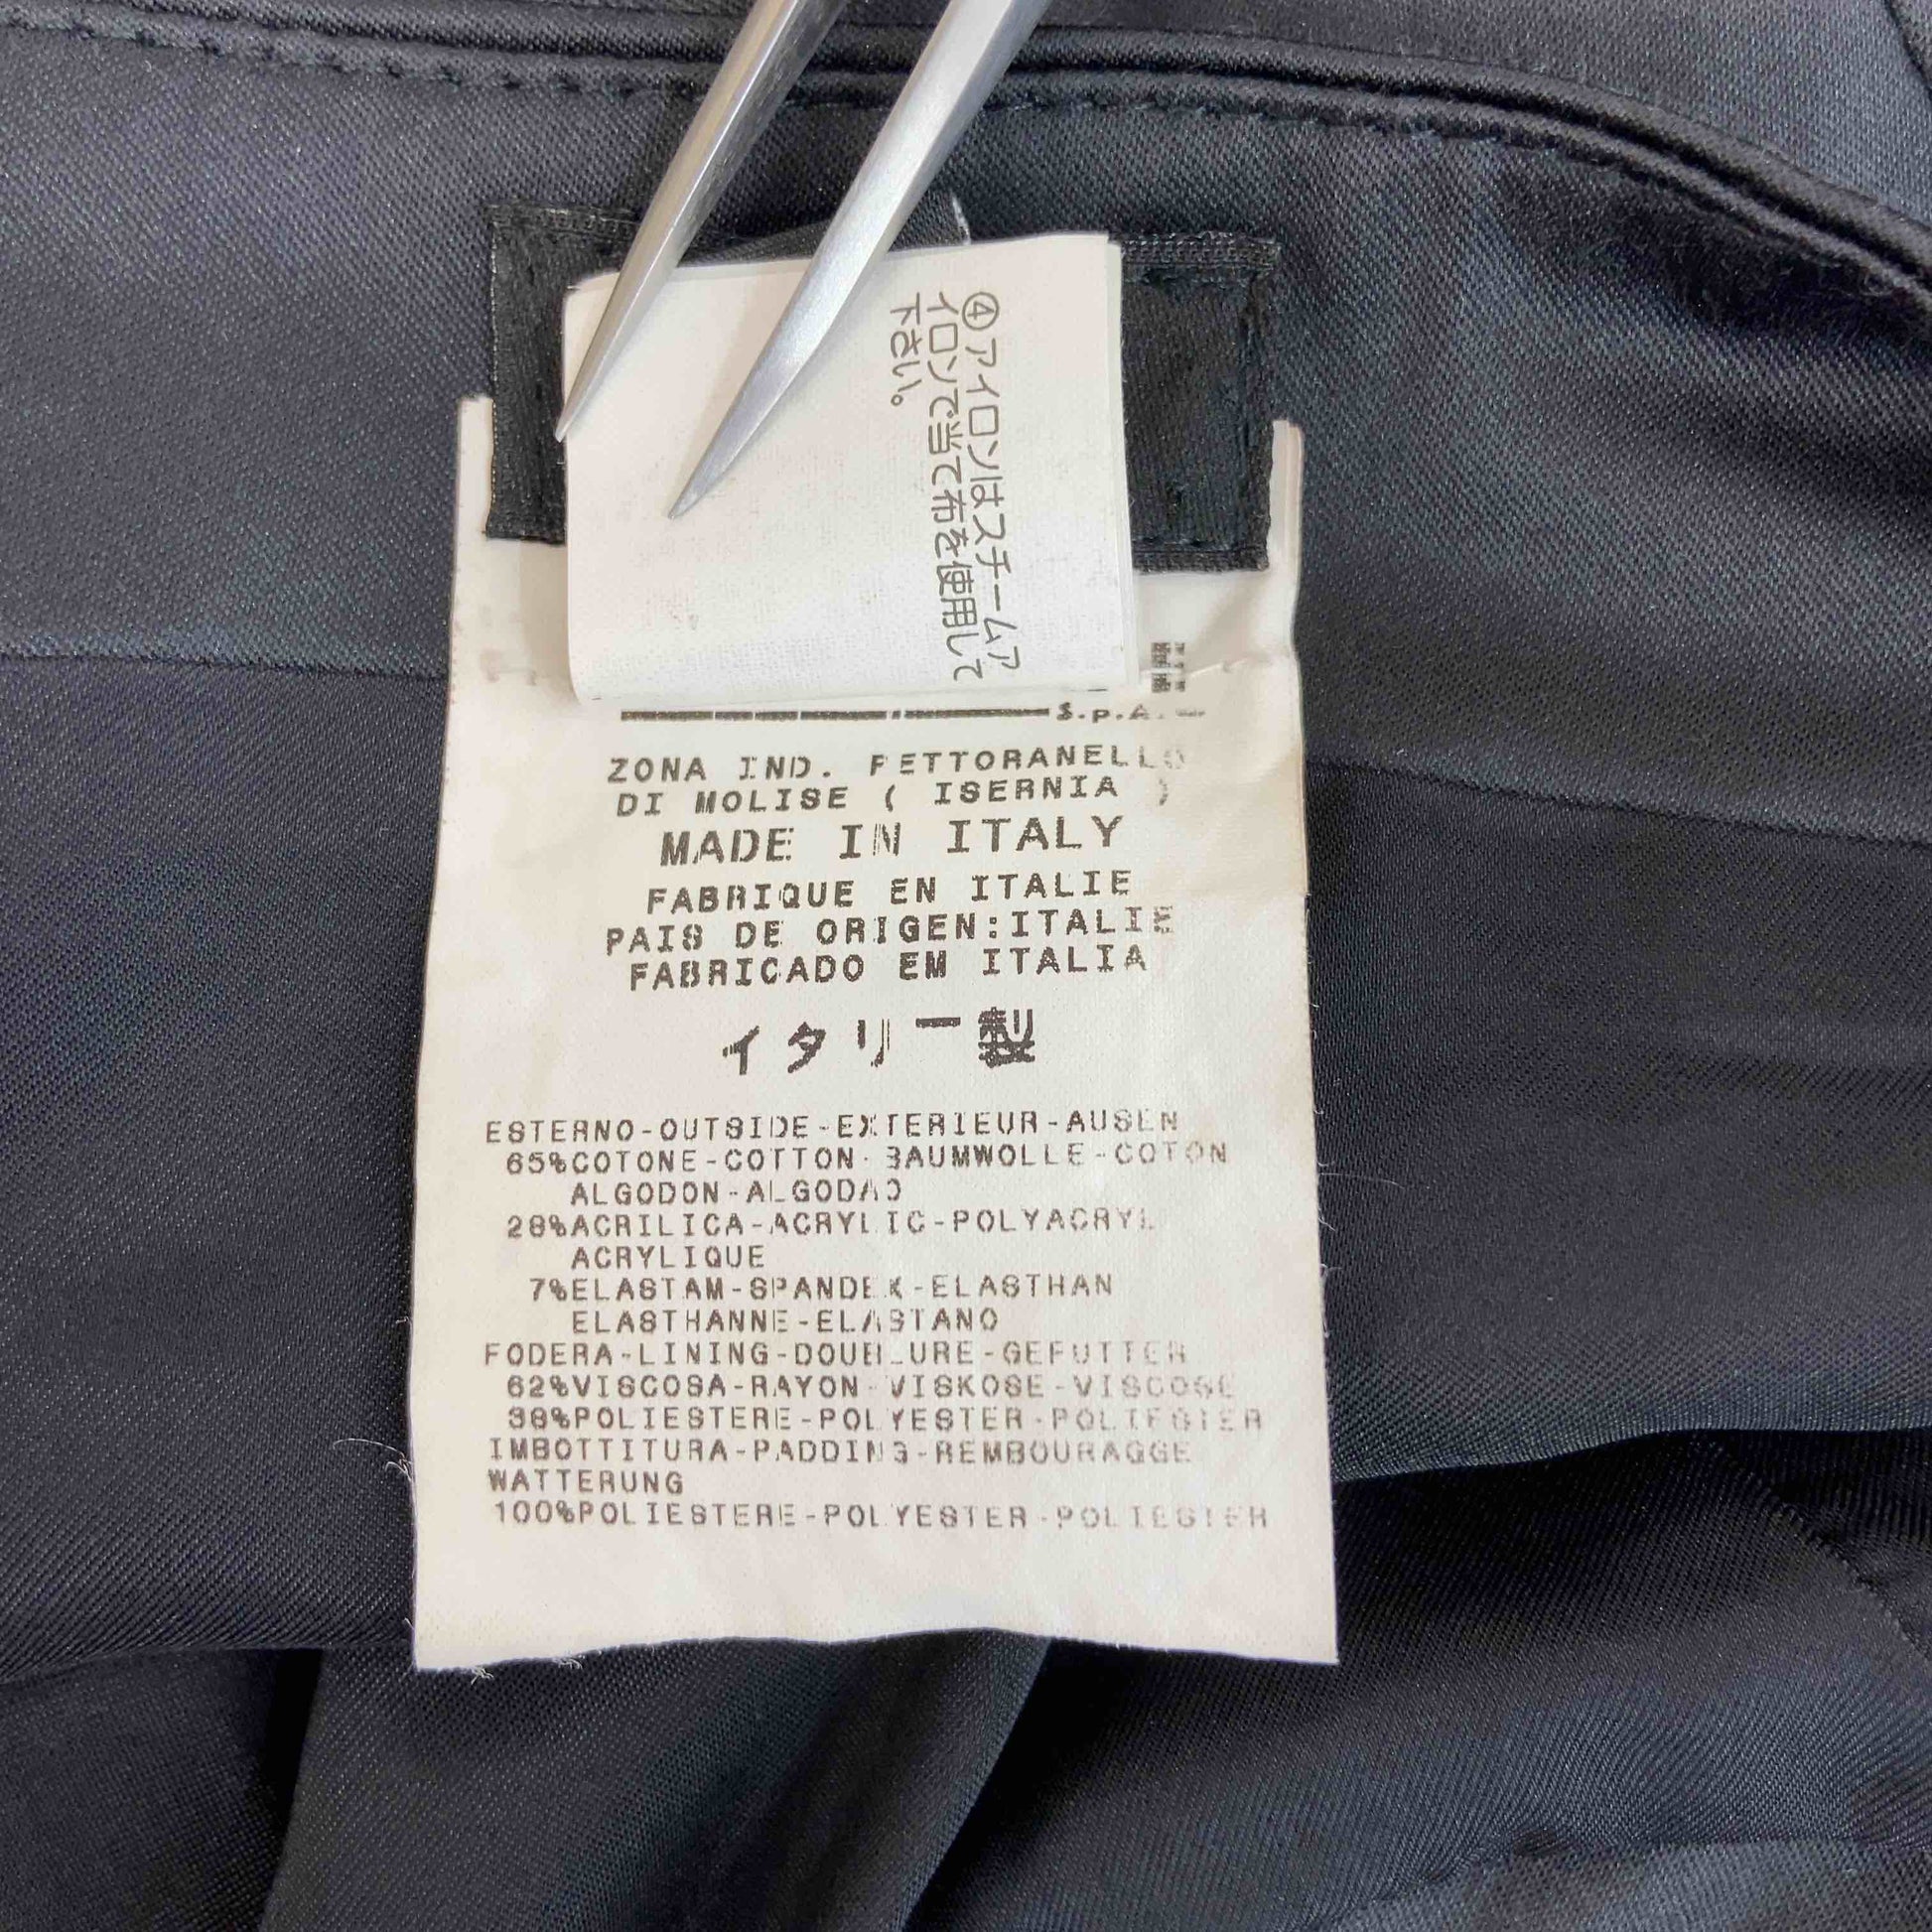 ④アイロンはスチームア
イロンで当て布を使用して
下さい。
S.p.A.
ZONA IND. PETTORANELLO
DI MOLISE ( ISERNIA )
MADE IN ITALY
FABRIQUE EN ITALIE
PAIS DE ORIGEN:ITALIE
FABRICADO EM ITALIA
イタリー製
ESTERNO-OUTSIDE-EXTERIEUR-AUSEN
65%COTONE-COTTON-BAUMWOLLE-COTON
ALGODON-ALGODAO
28%ACRILICA-ACRYLIC-POLYACRYL
ACRYLIQUE
7%ELASTAM-SPANDEX-ELASTHAN
ELASTHANNE-ELASTANO
FODERA-LINING-DOUBLURE-GEFUTTER
62%VISCOSA-RAYON-VISKOSE-VISCOSE
38%POLIESTERE-POLYESTER-POLIESTER
IMBOTTITURA-PADDING-REMBOURAGGE
WATTERUNG
100%POLIESTERE-POLYESTER-POLIESTER